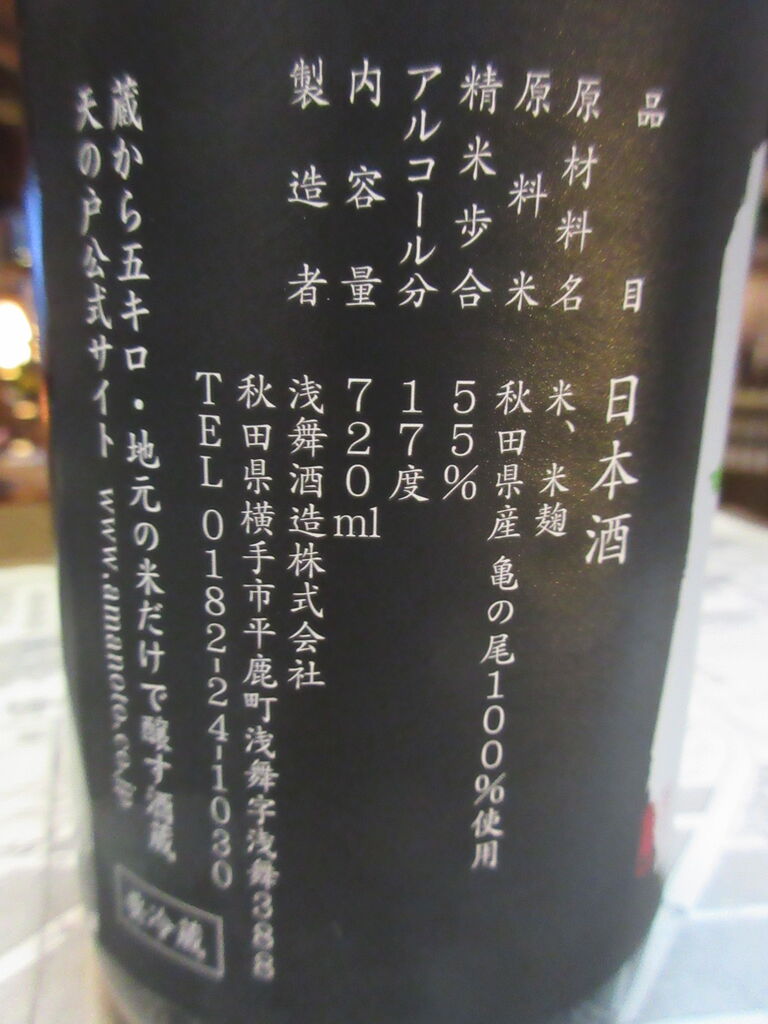 品目 日本酒
原材料名 米、米麹
原料米 秋田県産 亀の尾100%使用
精米歩合 55%
アルコール分 17度
内容量 720ml
製造者 浅舞酒造株式会社
秋田県横手市平鹿町浅舞字浅舞388
TEL 0182-24-1030
蔵から五キロ・地元の米だけで醸す酒蔵
天の戸公式サイト www.amanoto.co.jp
要冷蔵